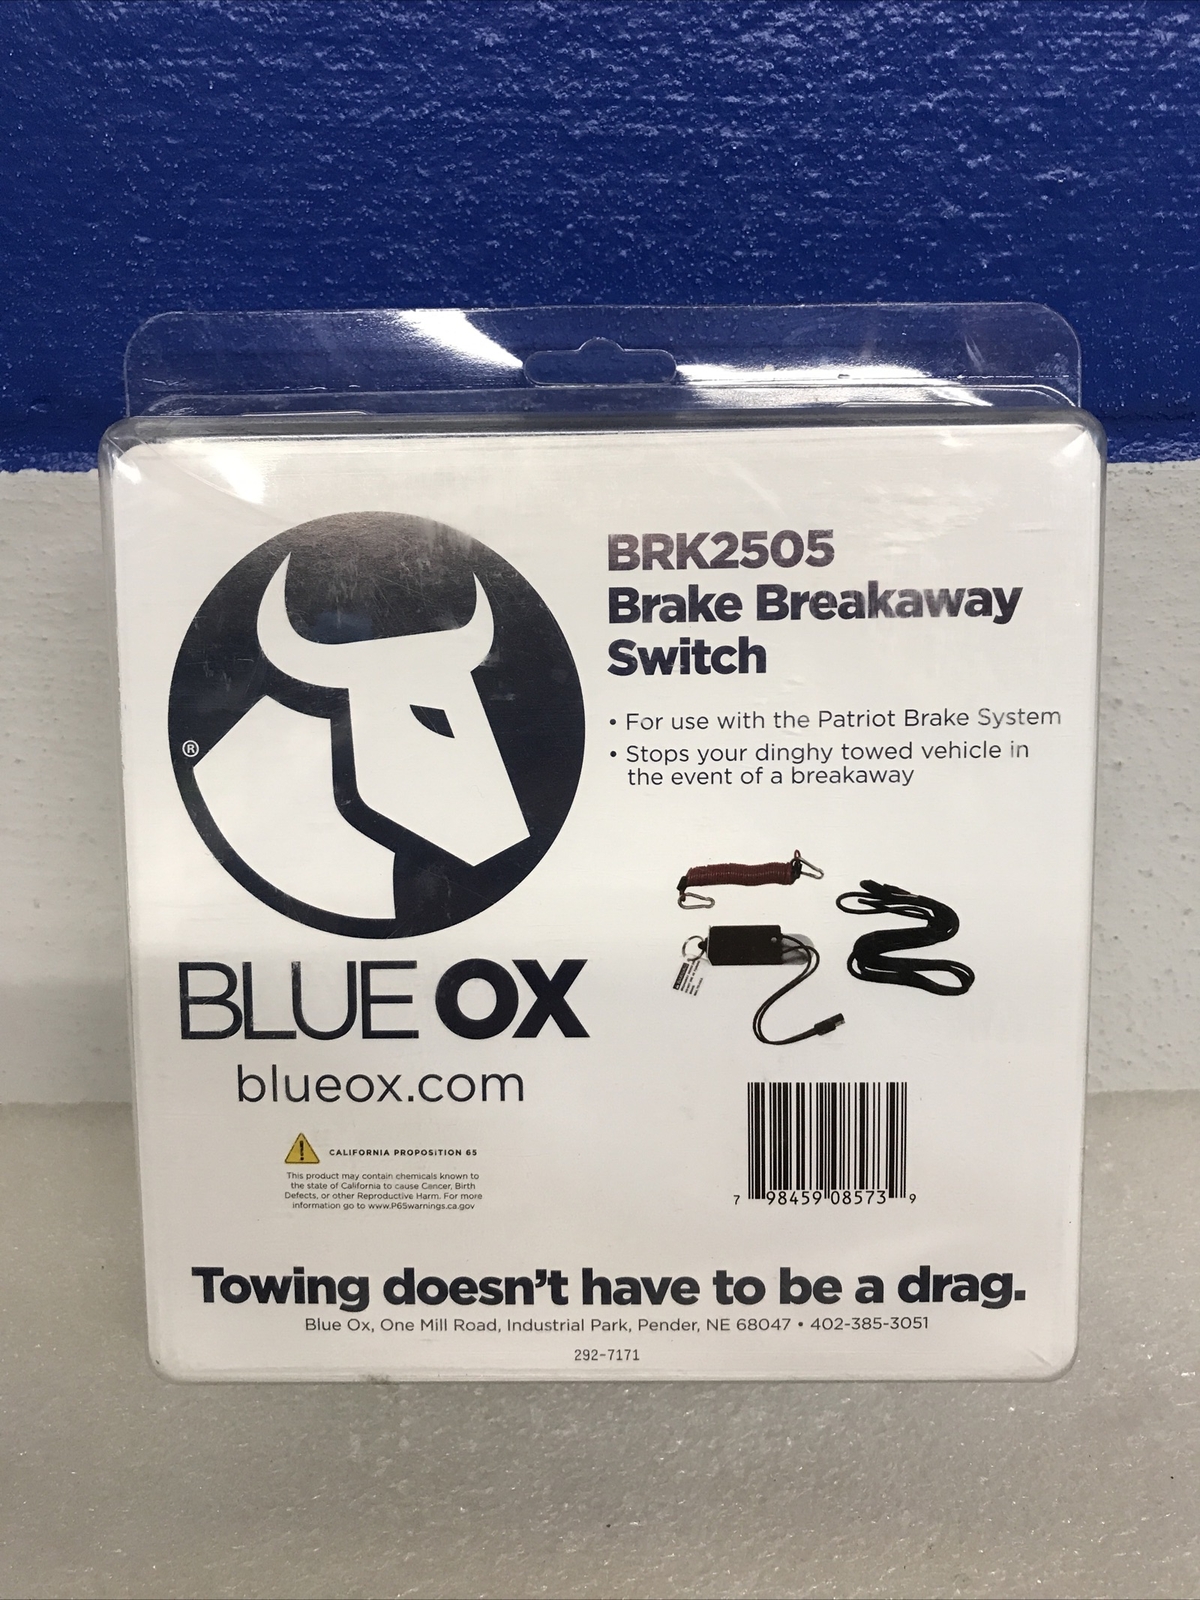 BRK2505
Brake Breakaway
Switch
• For use with the Patriot Brake System
• Stops your dinghy towed vehicle in
the event of a breakaway
®
BLUE OX
blueox.com
CALIFORNIA PROPOSITION 65
This product may contain chemicals known to
the state of California to cause Cancer, Birth
Defects, or other Reproductive Harm. For more
information go to www.P65warnings.ca.gov
7 98459 08573 9
Towing doesn't have to be a drag.
Blue Ox, One Mill Road, Industrial Park, Pender, NE 68047 • 402-385-3051
292-7171